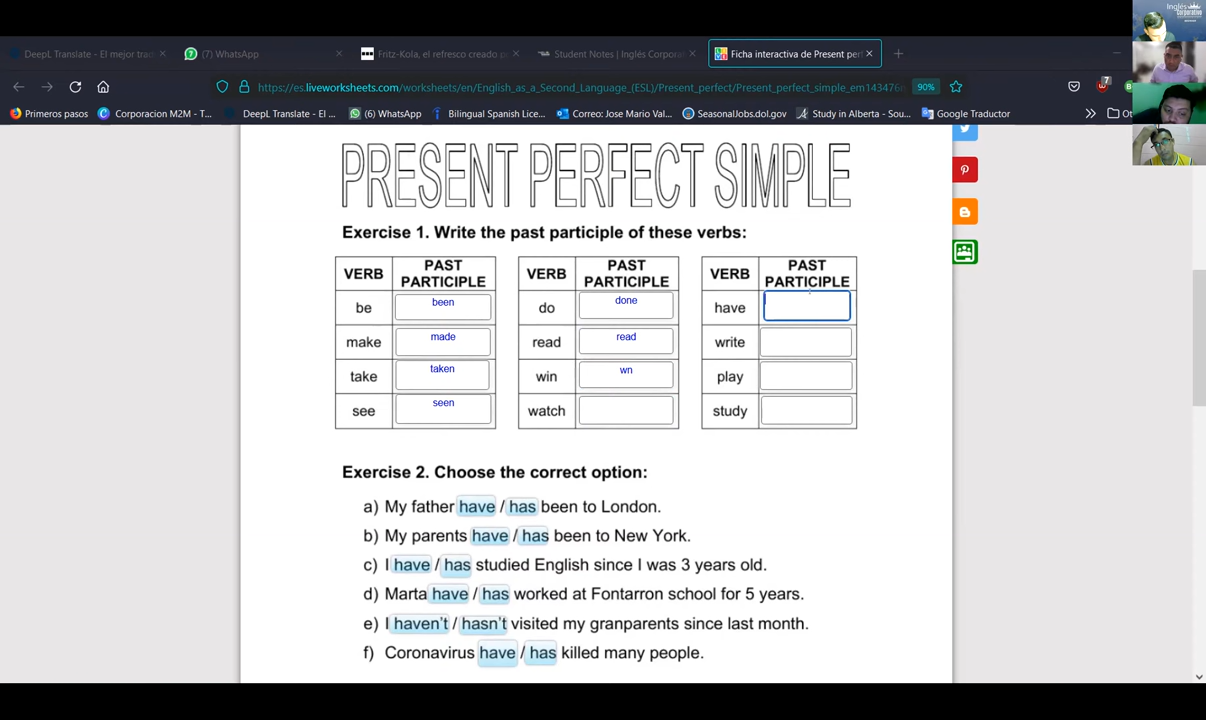 Inglés
Corporativo
DeepL Translate - El mejor trad
(7) WhatsApp
Fritz-Kola, el refresco creado p
Student Notes | Inglés Corporat
Ficha interactiva de Present per
https://es.liveworksheets.com/worksheets/en/English_as_a_Second_Language_(ESL)/Present_perfect/Present_perfect_simple_em143476
90%
7
Primeros pasos
Corporacion M2M - T...
DeepL Translate - El ...
(6) WhatsApp
Bilingual Spanish Lice...
Correo: Jose Mario Val...
SeasonalJobs.dol.gov
Study in Alberta - Sou...
Google Traductor
PRESENT PERFECT SIMPLE
Exercise 1. Write the past participle of these verbs:
VERB PAST PARTICIPLE VERB PAST PARTICIPLE VERB PAST PARTICIPLE
be been do done have
make made read read write
take taken win wn play
see seen watch study
Exercise 2. Choose the correct option:
a) My father have / has been to London.
b) My parents have / has been to New York.
c) I have / has studied English since I was 3 years old.
d) Marta have / has worked at Fontarron school for 5 years.
e) I haven't / hasn't visited my granparents since last month.
f) Coronavirus have / has killed many people.